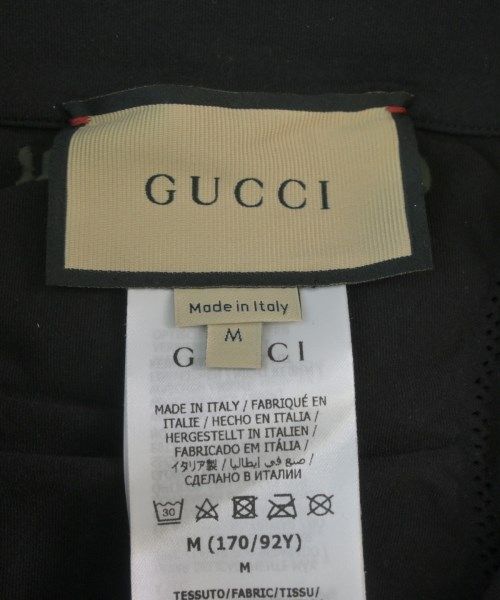 GUCCI
Made in Italy
M
G CCI
MADE IN ITALY / FABRIQUÉ EN
ITALIE / HECHO EN ITALIA /
HERGESTELLT IN ITALIEN /
FABRICADO EM ITÁLIA /
イタリア製 / صنع في ايطاليا /
СДЕЛАНО В ИТАЛИИ
30
M (170/92Y)
M
TESSUTO/FABRIC/TISSU/